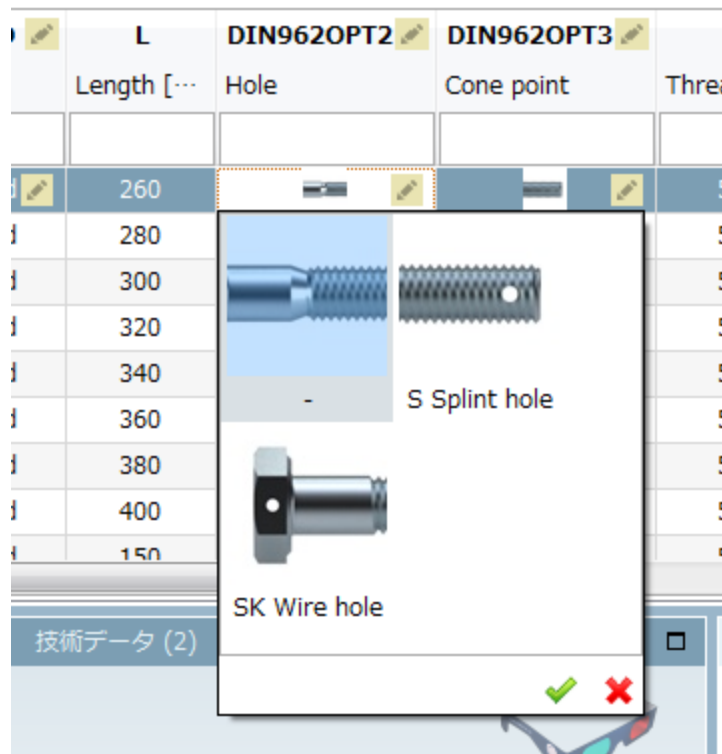 L DIN962OPT2 DIN962OPT3
Length [… Hole Cone point
260
280
300
320
340
360
380
400
150
-
S Splint hole
SK Wire hole
技術データ (2)